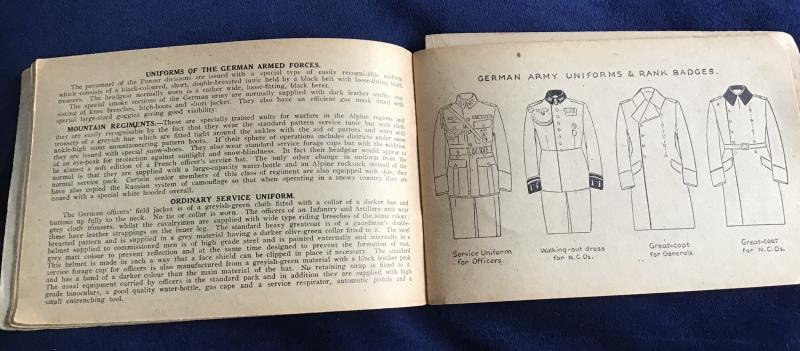 UNIFORMS OF THE GERMAN ARMED FORCES.
The personnel of the Panzer divisions are issued with a special type of easily recognisable uniform
which consists of a black-coloured, short, double-breasted tunic held by a black belt with loose-fitting black
trousers. The headgear normally worn is a rather wide, loose-fitting, black beret.
The special smoke sections of the German army are normally supplied with dark leather outfits, con-
sisting of knee breeches, high-boots and short jacket. They also have an efficient gas mask fitted with
special large-sized goggles giving good visibility.
MOUNTAIN REGIMENTS.—These are specially trained units for warfare in the Alpine regions and
they are easily recognisable by the fact that they wear the standard pattern service tunic but with cloth
trousers of a greyish hue which are fitted tight around the ankles with the aid of puttees and worn with
ankle-high stout mountaineering pattern boots. If their sphere of operations includes districts under snow
they are issued with special snow-shoes. They also wear standard service forage caps but with the addition
of an eye-peak for protection against sunlight and snow-blindness. In fact their headgear would appear to
be almost a soft edition of a French officer's service hat. The only other change in uniform from the
normal is that they are supplied with a large-capacity water-bottle and an Alpine rucksack instead of the
normal service pack. Certain senior members of this class of regiment are also equipped with skis; they
have also copied the Russian system of camouflage so that when operating in a snowy country they are
issued with a special white hooded overall.
ORDINARY SERVICE UNIFORM.
The German officers' field jacket is of a greyish-green cloth fitted with a collar of a darker hue and
buttons up fully to the neck. No tie or collar is worn. The officers of an Infantry and Artillery unit wear
grey cloth trousers, whilst the cavalrymen are supplied with wide type riding breeches of the same colour;
these have leather strappings on the inner leg. The standard heavy greatcoat is of a guardsman's double-
breasted pattern and is supplied in a grey material having a darker olive-green collar fitted to it. The steel
helmet supplied to commissioned men is of high grade steel and is painted externally and internally in a
grey matt colour to prevent reflection and at the same time designed to prevent the formation of rust.
This helmet is made in such a way that a face shield can be clipped in place if necessary. The standard
service forage cap for officers is also manufactured from a greyish-green material with a black leather peak
and has a band of a darker colour than the main material of the hat. No retaining strap is fitted to it.
The usual equipment carried by officers is the standard pack and in addition they are supplied with high
grade binoculars, a good quality water-bottle, gas cape and a service respirator, automatic pistols and a
small entrenching tool.
GERMAN ARMY UNIFORMS & RANK BADGES.
Service Uniform
for Officers.
Walking-out dress
for N.C.Os.
Great-coat
for Generals.
Great-coat
for N.C.Os.